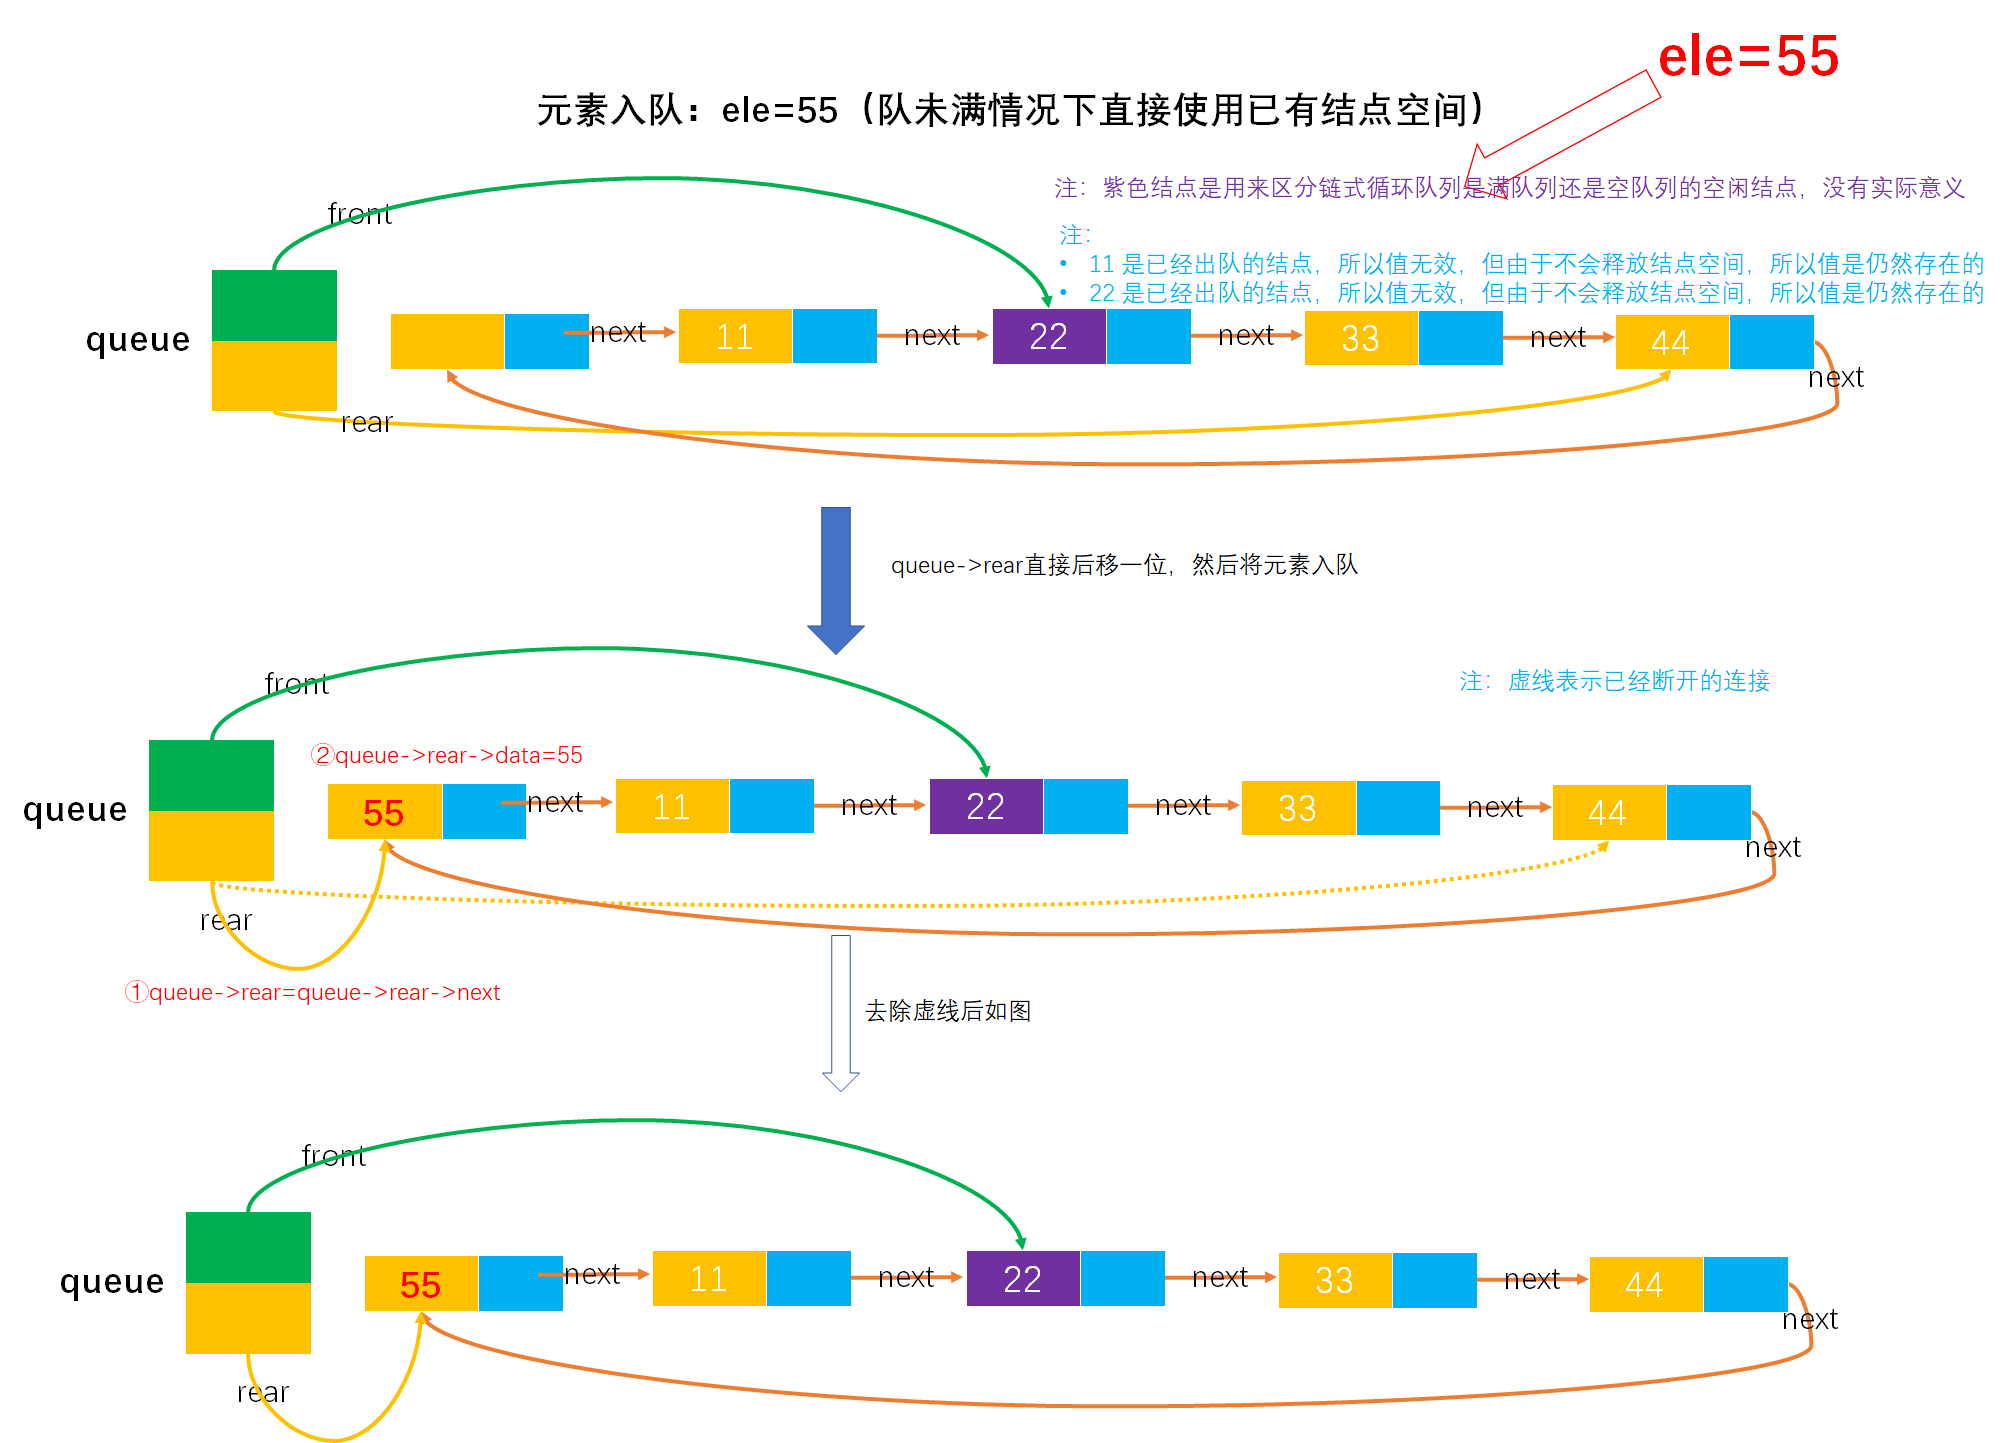 ele=55
元素入队：ele=55（队未满情况下直接使用已有结点空间）
注：紫色结点是用来区分链式循环队列是满队列还是空队列的空闲结点，没有实际意义
注：
• 11 是已经出队的结点，所以值无效，但由于不会释放结点空间，所以值是仍然存在的
• 22 是已经出队的结点，所以值无效，但由于不会释放结点空间，所以值是仍然存在的
front
queue
next
11
next
22
next
33
next
44
next
rear
queue->rear直接后移一位，然后将元素入队
注：虚线表示已经断开的连接
front
②queue->rear->data=55
queue
55
next
11
next
22
next
33
next
44
next
rear
①queue->rear=queue->rear->next
去除虚线后如图
front
queue
55
next
11
next
22
next
33
next
44
next
rear